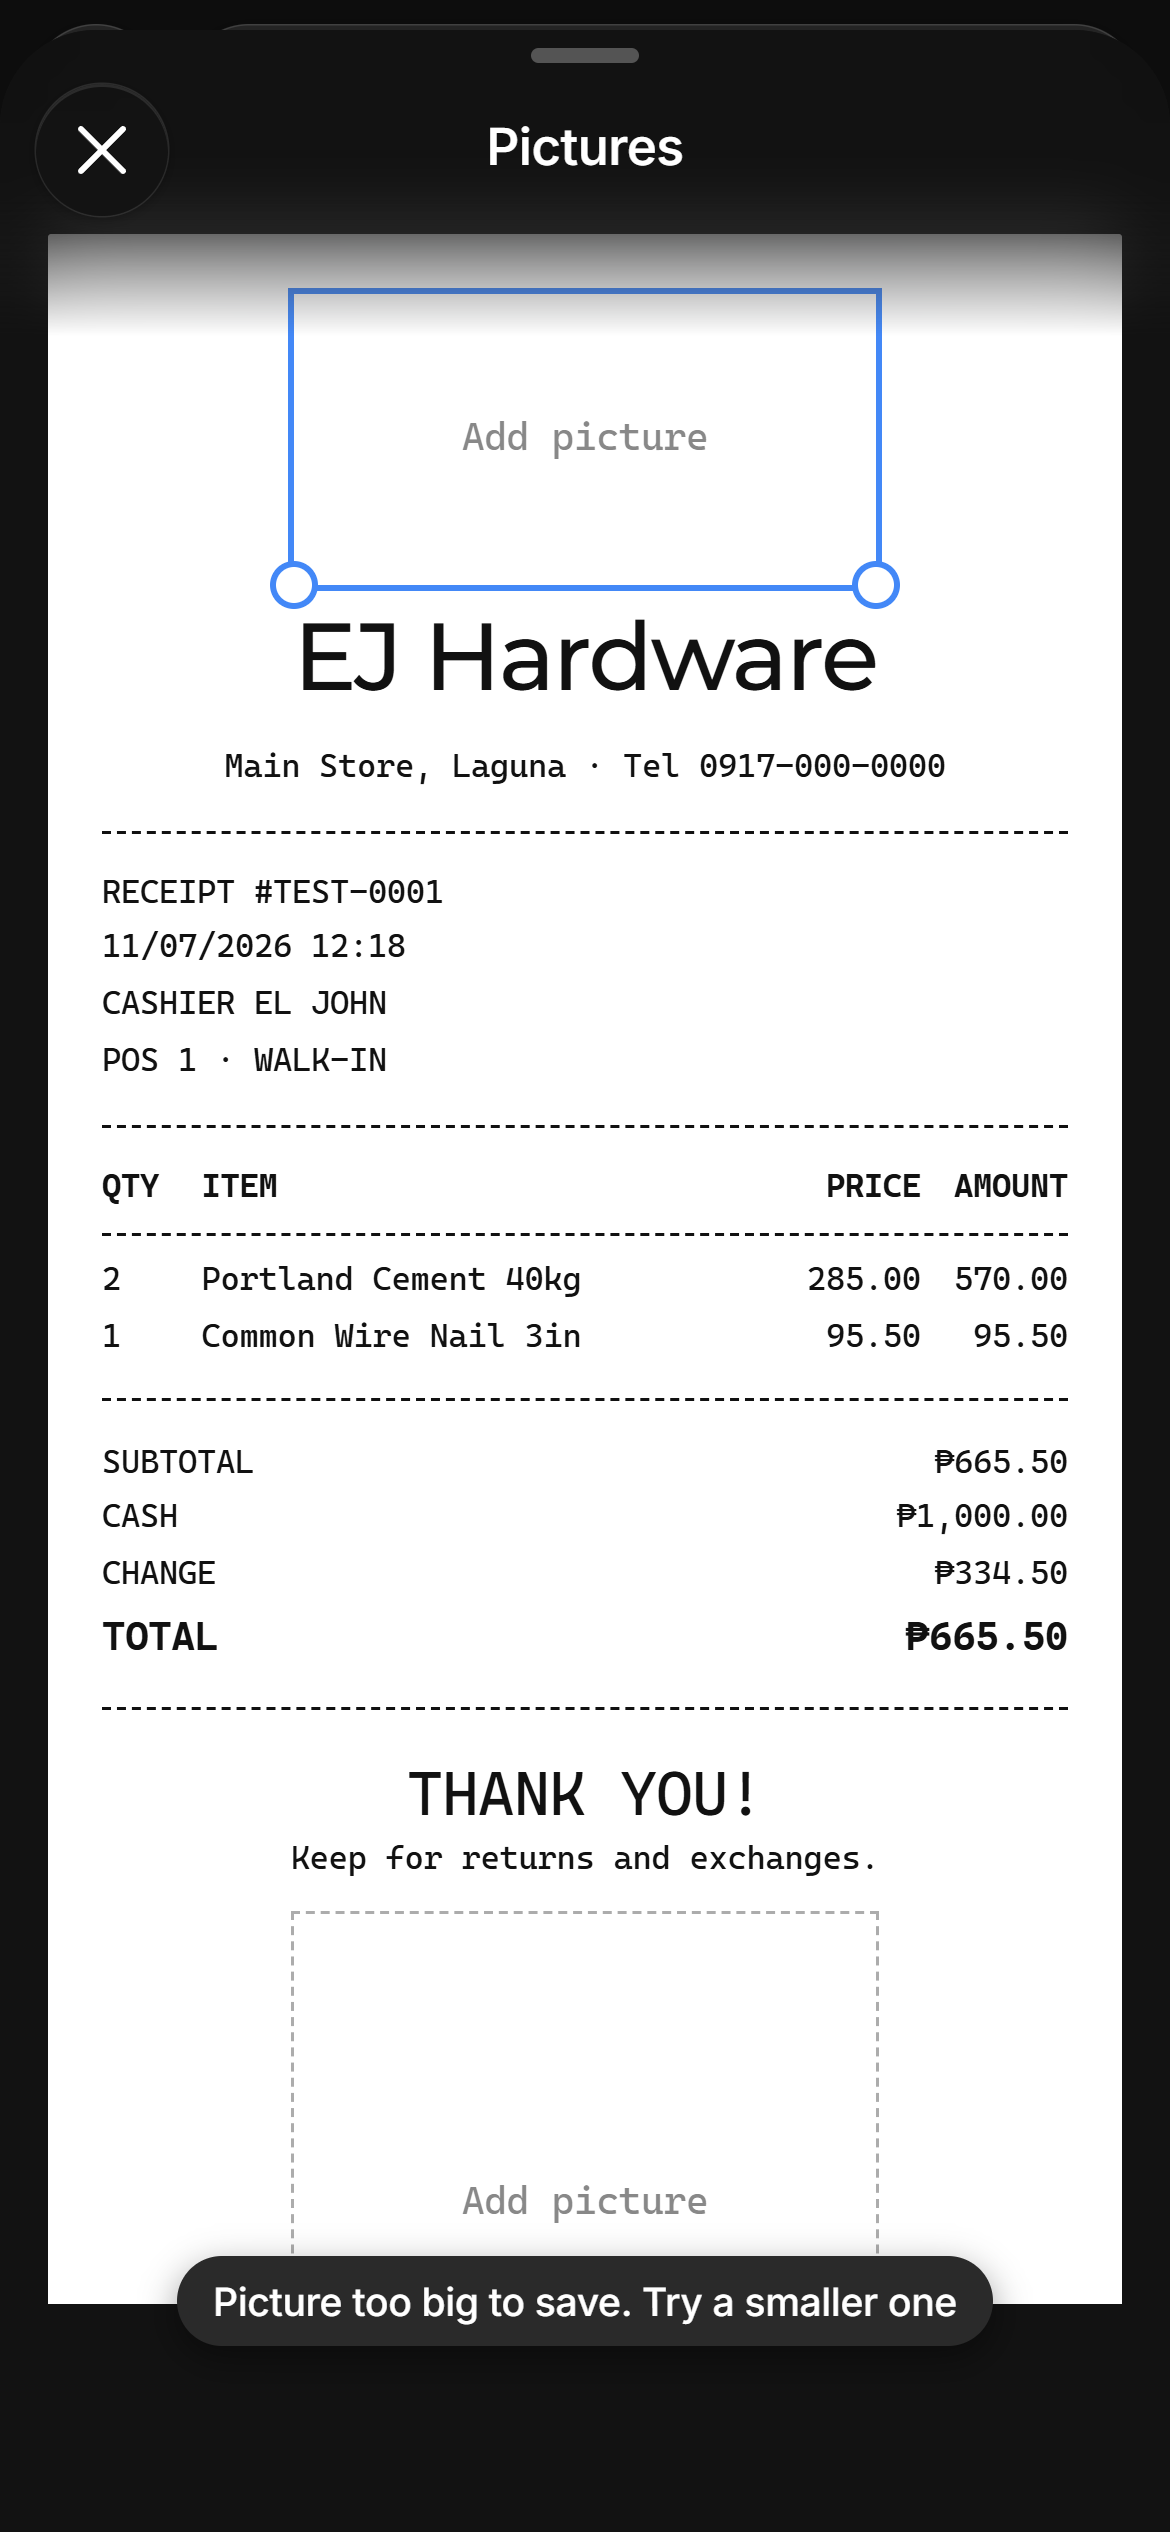 Pictures
Add picture
EJ Hardware
Main Store, Laguna · Tel 0917-000-0000
RECEIPT #TEST-0001
11/07/2026 12:18
CASHIER EL JOHN
POS 1 · WALK-IN
QTY ITEM PRICE AMOUNT
2 Portland Cement 40kg 285.00 570.00
1 Common Wire Nail 3in 95.50 95.50
SUBTOTAL ₱665.50
CASH ₱1,000.00
CHANGE ₱334.50
TOTAL ₱665.50
THANK YOU!
Keep for returns and exchanges.
Add picture
Picture too big to save. Try a smaller one